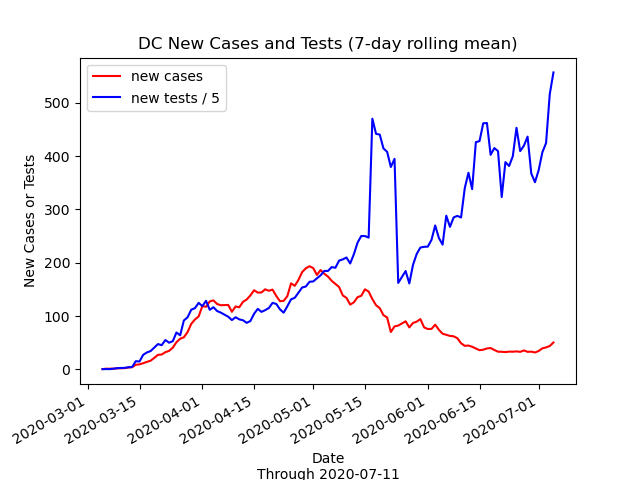 DC New Cases and Tests (7-day rolling mean)
new cases
new tests / 5
New Cases or Tests
500
400
300
200
100
0
2020-03-01
2020-03-15
2020-04-01
2020-04-15
2020-05-01
2020-05-15
2020-06-01
2020-06-15
2020-07-01
Date
Through 2020-07-11